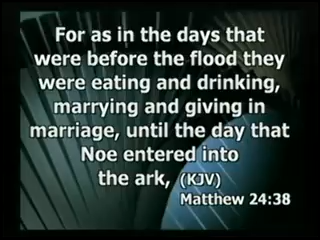 For as in the days that
were before the flood they
were eating and drinking,
marrying and giving in
marriage, until the day that
Noe entered into
the ark, (KJV)
Matthew 24:38